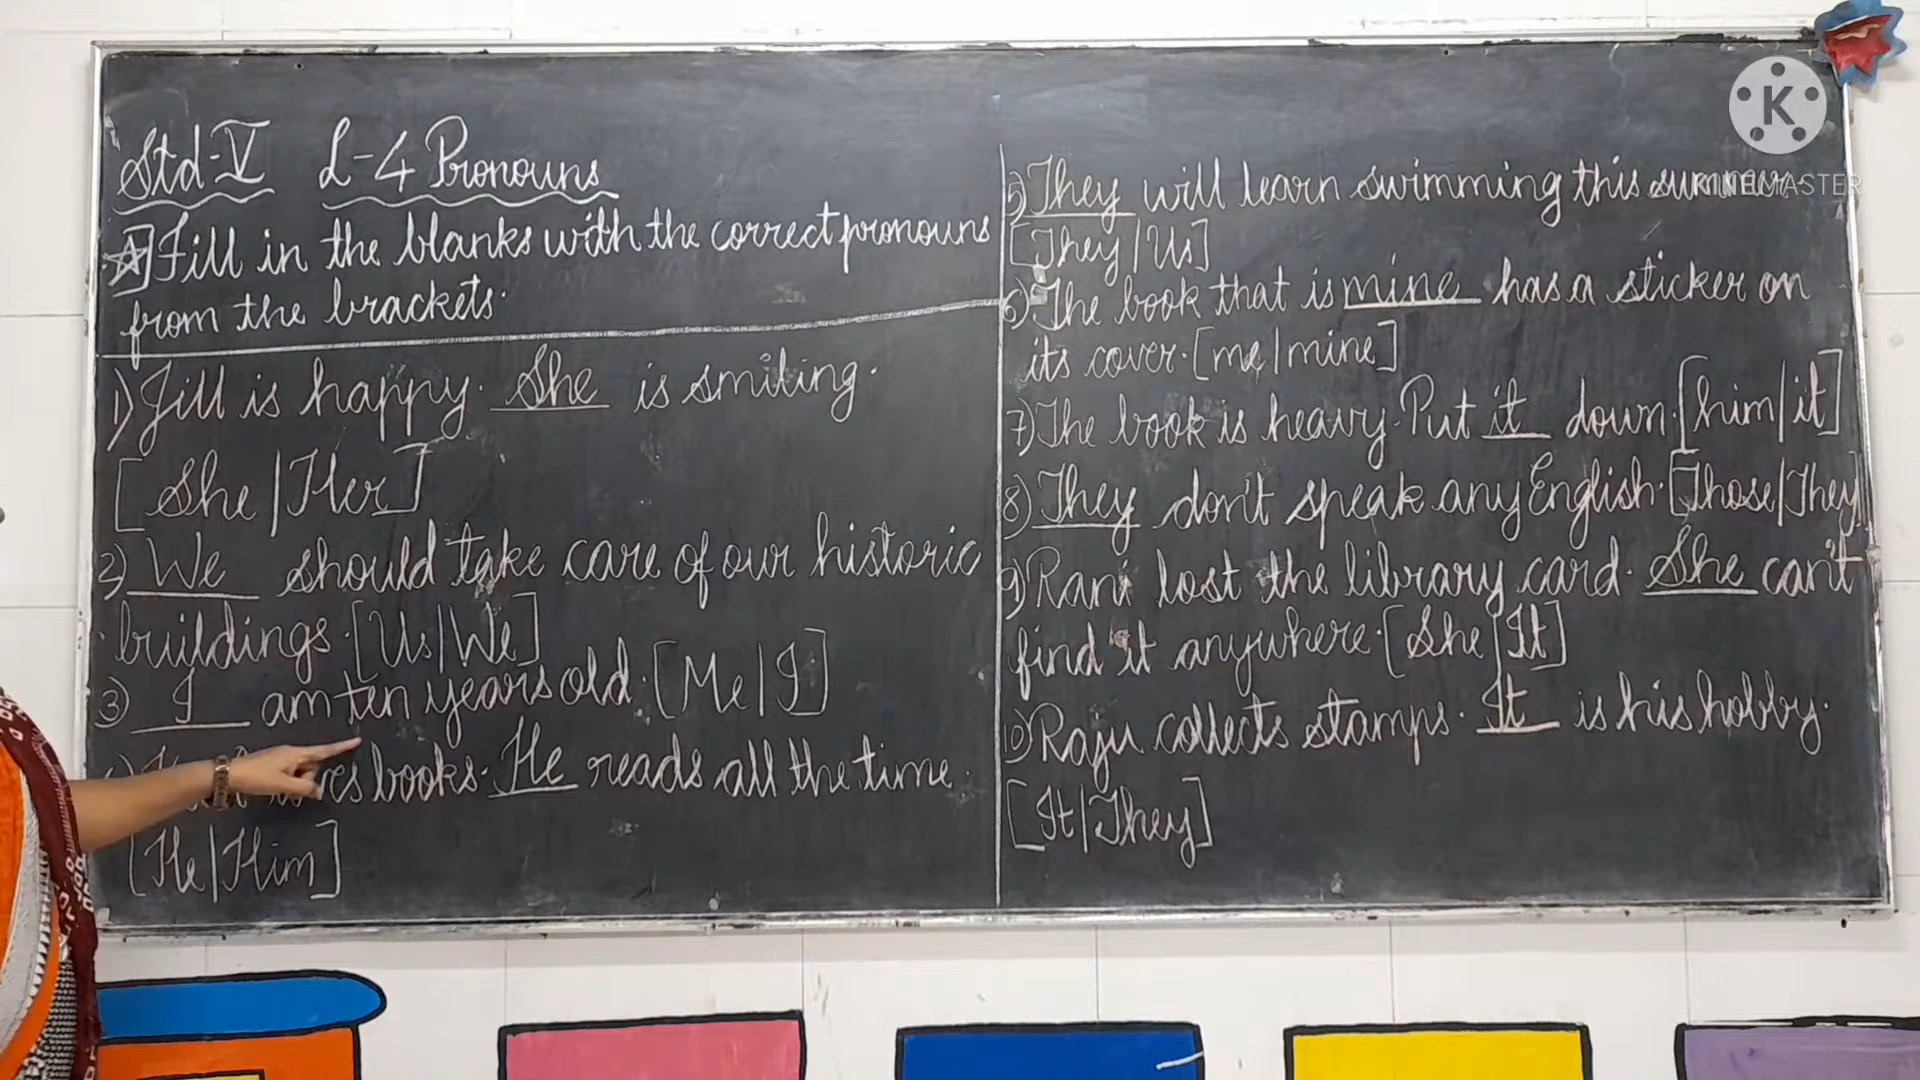 Std-V L-4 Pronouns
Fill in the blanks with the correct pronouns
from the brackets.
1) Jill is happy. She is smiling.
[She|Her]
2) We should take care of our historic
buildings. [Us|We]
3) I am ten years old. [Me|I]
books. He reads all the time.
[He|Him]
5) They will learn swimming this summer.
[They|Us]
6) The book that is mine has a sticker on
its cover. [me|mine]
7) The book is heavy. Put it down. [him|it]
8) They don't speak any English. [Those|They]
9) Rani lost the library card. She can't
find it anywhere. [She|It]
10) Raju collects stamps. It is his hobby.
[It|They]
K
KINEMASTER